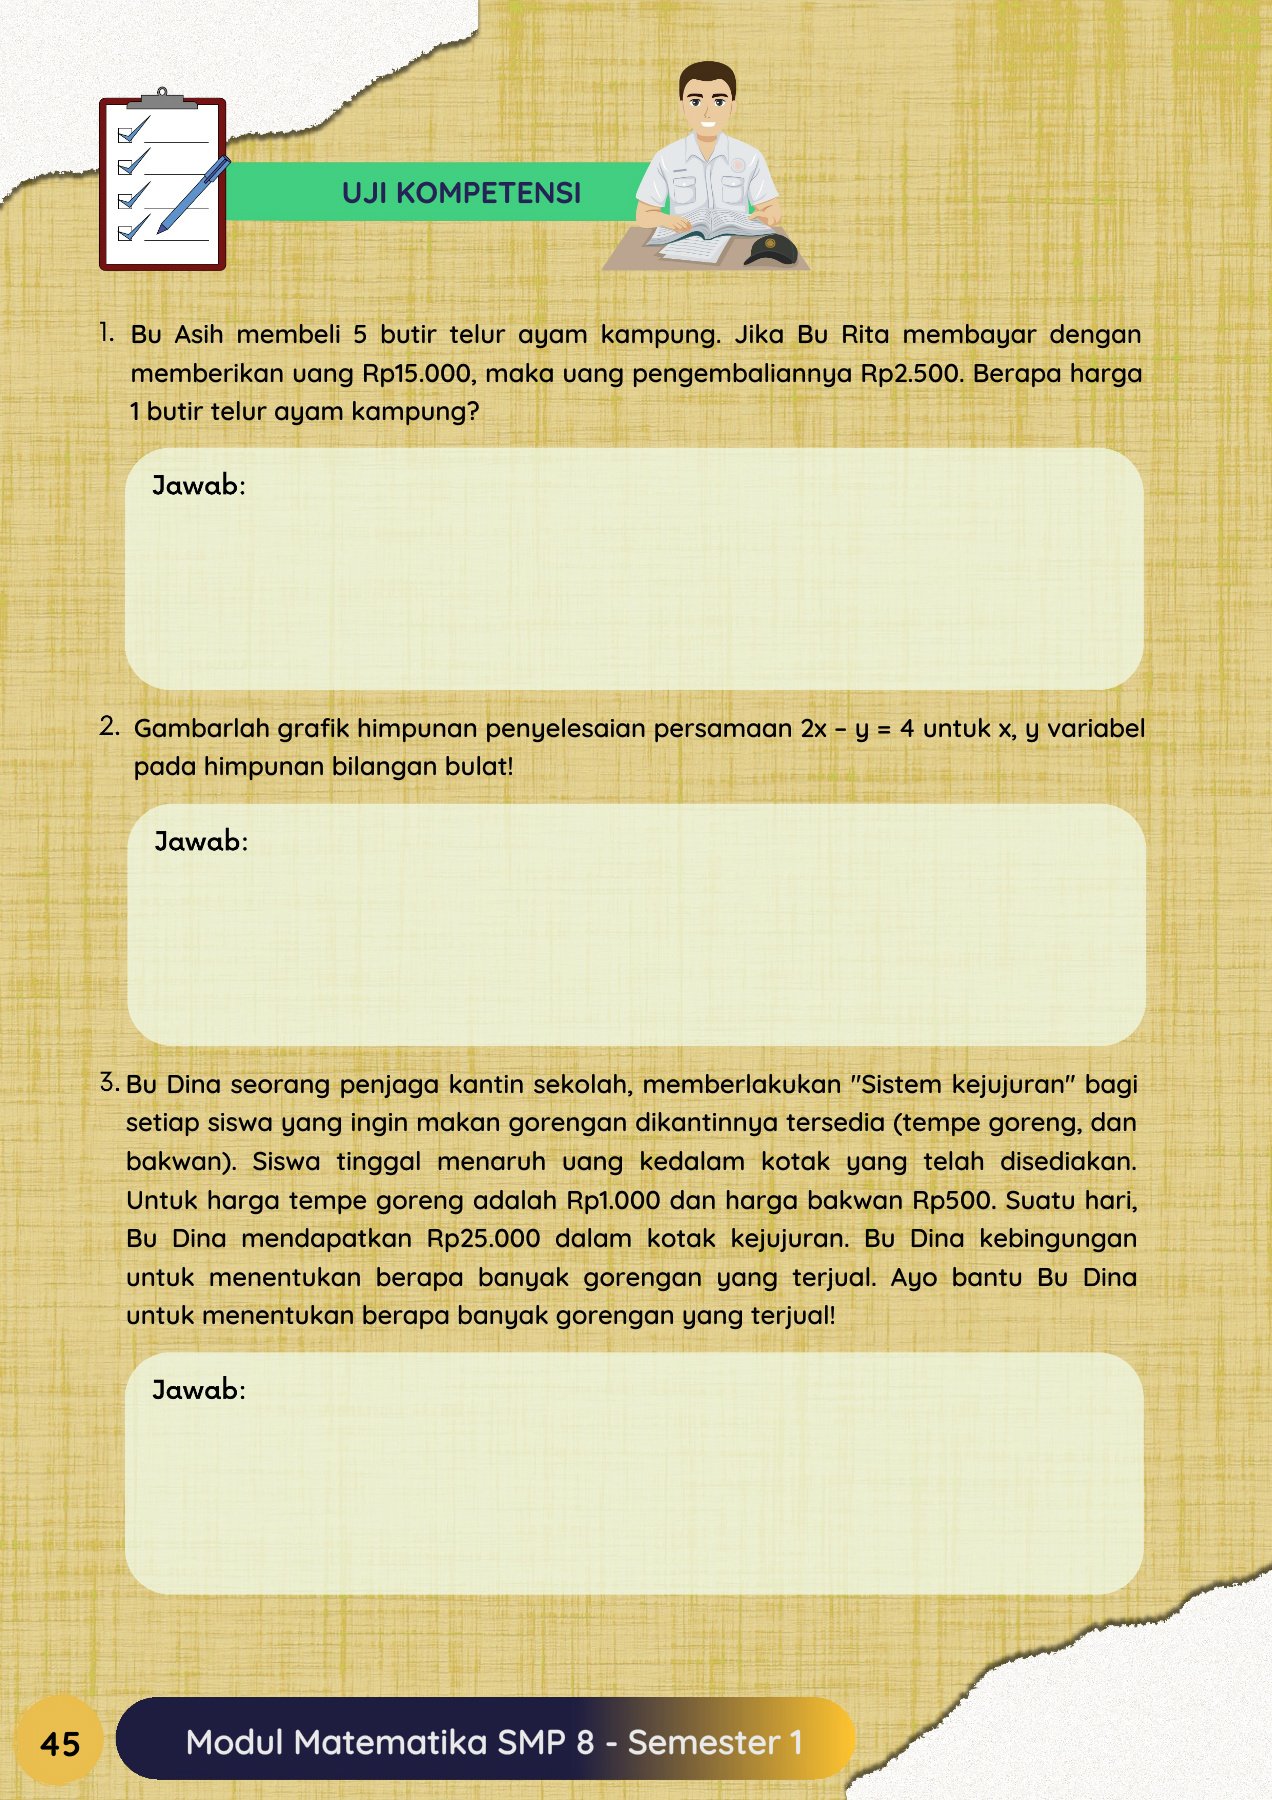 UJI KOMPETENSI
1. Bu Asih membeli 5 butir telur ayam kampung. Jika Bu Rita membayar dengan
memberikan uang Rp15.000, maka uang pengembaliannya Rp2.500. Berapa harga
1 butir telur ayam kampung?
Jawab:
2. Gambarlah grafik himpunan penyelesaian persamaan 2x – y = 4 untuk x, y variabel
pada himpunan bilangan bulat!
Jawab:
3. Bu Dina seorang penjaga kantin sekolah, memberlakukan "Sistem kejujuran" bagi
setiap siswa yang ingin makan gorengan dikantinnya tersedia (tempe goreng, dan
bakwan). Siswa tinggal menaruh uang kedalam kotak yang telah disediakan.
Untuk harga tempe goreng adalah Rp1.000 dan harga bakwan Rp500. Suatu hari,
Bu Dina mendapatkan Rp25.000 dalam kotak kejujuran. Bu Dina kebingungan
untuk menentukan berapa banyak gorengan yang terjual. Ayo bantu Bu Dina
untuk menentukan berapa banyak gorengan yang terjual!
Jawab:
45 Modul Matematika SMP 8 - Semester 1